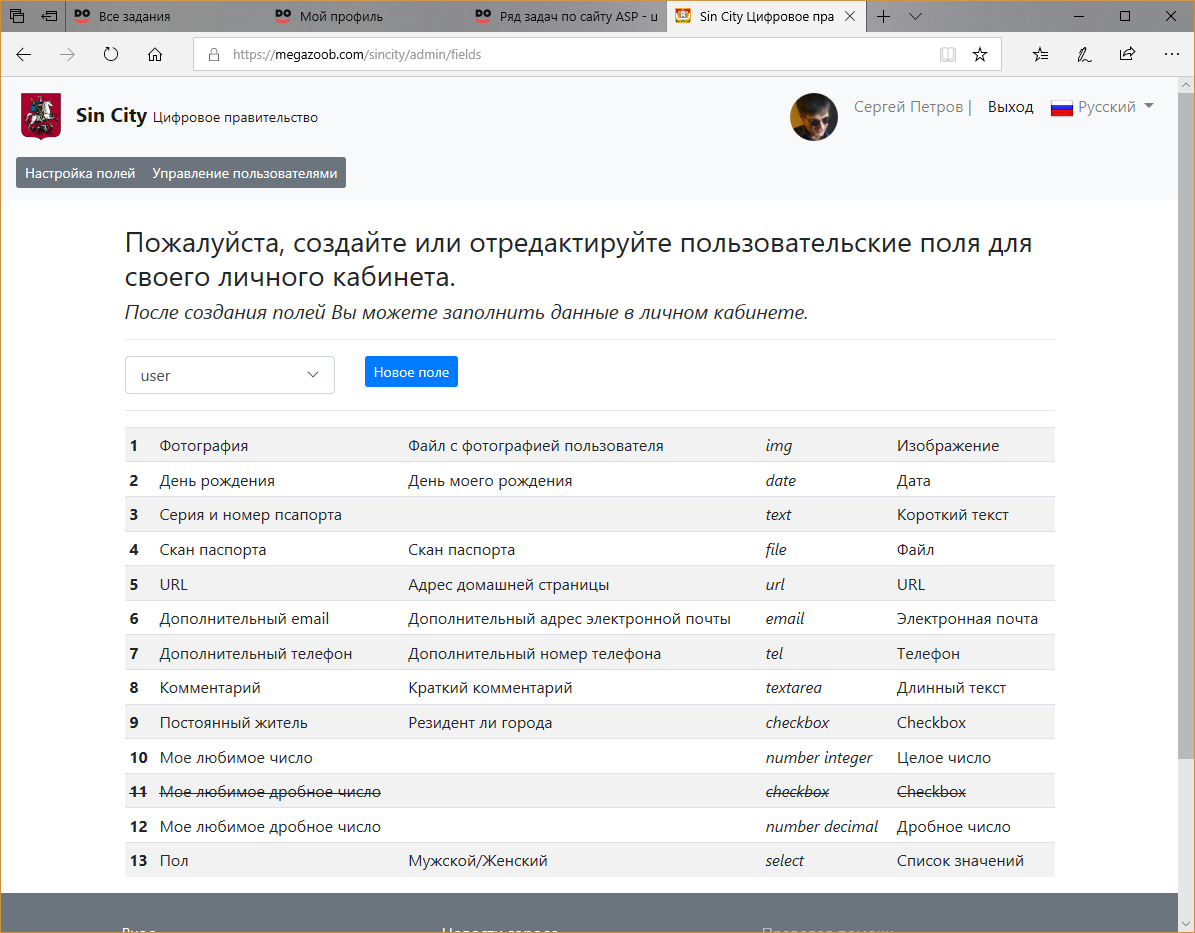 Все задания
Мой профиль
Ряд задач по сайту ASP - ц
Sin City Цифровое пра
https://megazoob.com/sincity/admin/fields
Sin City Цифровое правительство
Сергей Петров |
Выход
Русский
Настройка полей
Управление пользователями
Пожалуйста, создайте или отредактируйте пользовательские поля для
своего личного кабинета.
После создания полей Вы можете заполнить данные в личном кабинете.
user
Новое поле
1 Фотография Файл с фотографией пользователя img Изображение
2 День рождения День моего рождения date Дата
3 Серия и номер псапорта text Короткий текст
4 Скан паспорта Скан паспорта file Файл
5 URL Адрес домашней страницы url URL
6 Дополнительный email Дополнительный адрес электронной почты email Электронная почта
7 Дополнительный телефон Дополнительный номер телефона tel Телефон
8 Комментарий Краткий комментарий textarea Длинный текст
9 Постоянный житель Резидент ли города checkbox Checkbox
10 Мое любимое число number integer Целое число
11 Мое любимое дробное число checkbox Checkbox
12 Мое любимое дробное число number decimal Дробное число
13 Пол Мужской/Женский select Список значений